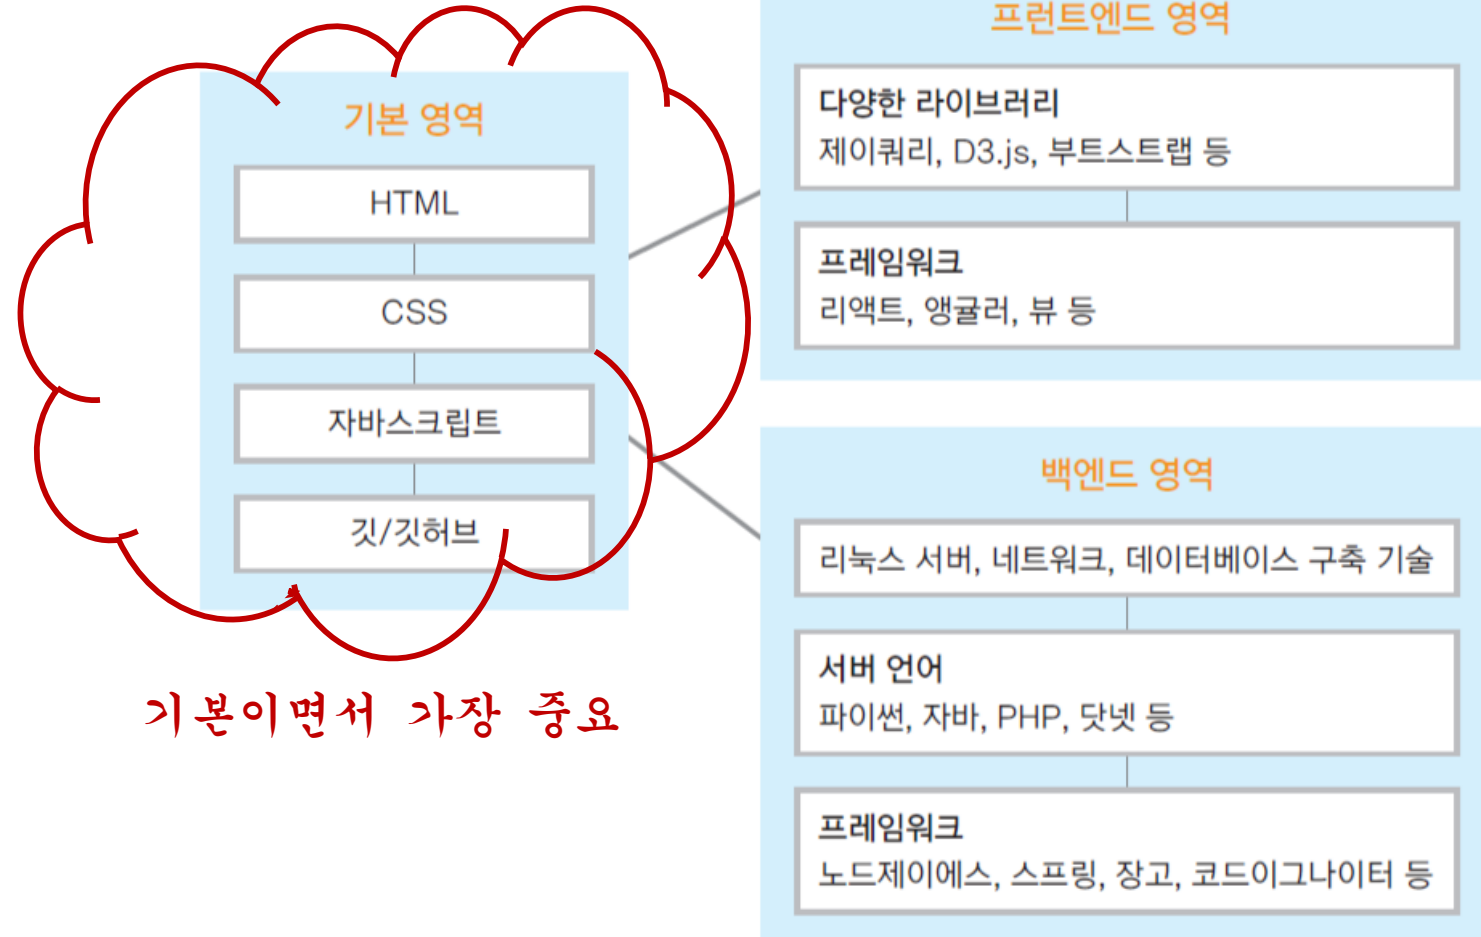 기본 영역
HTML
CSS
자바스크립트
깃/깃허브
기본이면서 가장 중요
프런트엔드 영역
다양한 라이브러리
제이쿼리, D3.js, 부트스트랩 등
프레임워크
리액트, 앵귤러, 뷰 등
백엔드 영역
리눅스 서버, 네트워크, 데이터베이스 구축 기술
서버 언어
파이썬, 자바, PHP, 닷넷 등
프레임워크
노드제이에스, 스프링, 장고, 코드이그나이터 등